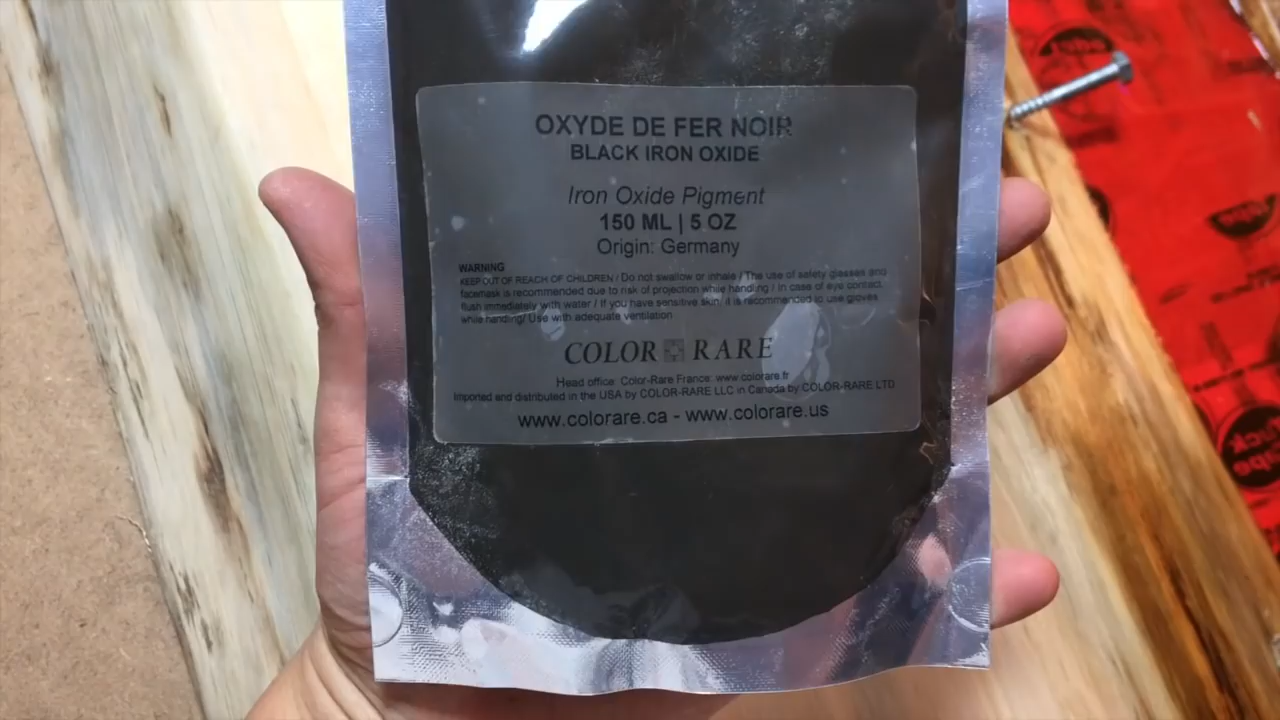 OXYDE DE FER NOIR
BLACK IRON OXIDE
Iron Oxide Pigment
150 ML | 5 OZ
Origin: Germany
WARNING
KEEP OUT OF REACH OF CHILDREN / Do not swallow or inhale / The use of safety glasses and
facemask is recommended due to risk of projection while handling / In case of eye contact,
flush immediately with water / If you have sensitive skin, it is recommended to use gloves
while handling/ Use with adequate ventilation
COLOR RARE
Head office: Color-Rare France: www.colorare.fr
Imported and distributed in the USA by COLOR-RARE LLC in Canada by COLOR-RARE LTD
www.colorare.ca - www.colorare.us